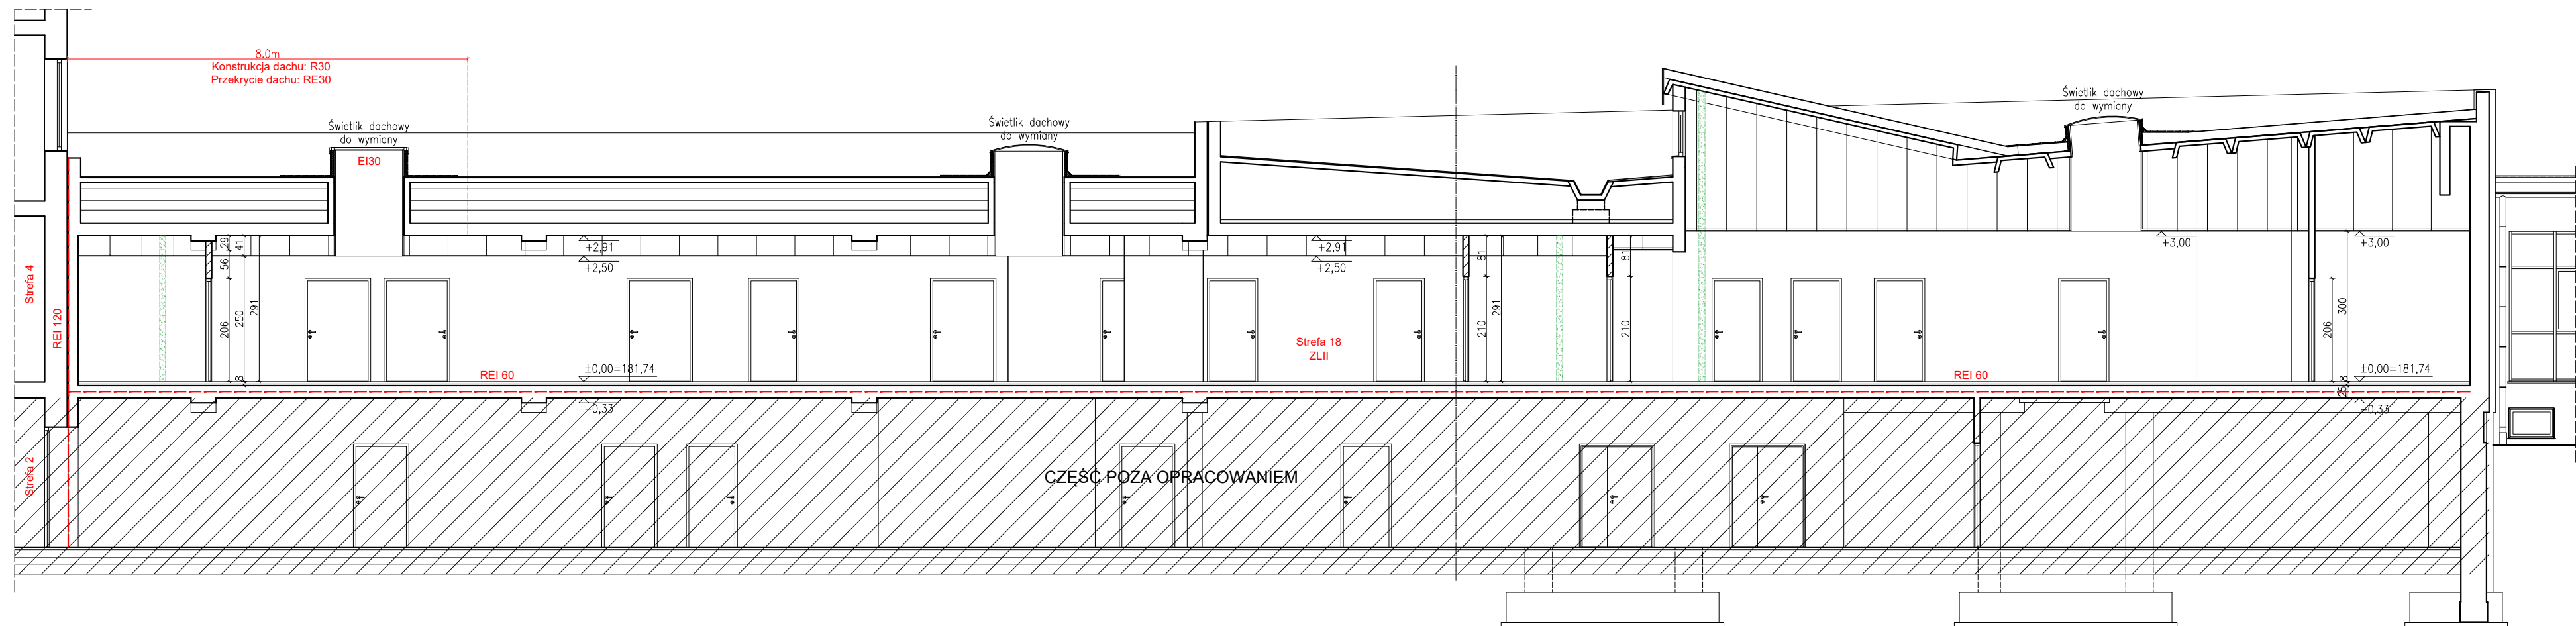 8.0m
Konstrukcja dachu: R30
Przekrycie dachu: RE30
Świetlik dachowy
do wymiany
EI30
Świetlik dachowy
do wymiany
Świetlik dachowy
do wymiany
Strefa 4
REI 120
29
41
56
206
250
291
8
+2,91
+2,50
+2,91
+2,50
81
210
291
81
210
+3,00
+3,00
206
300
Strefa 18
ZLII
REI 60
±0,00=181,74
-0,33
REI 60
±0,00=181,74
-0,33
Strefa 2
CZĘŚĆ POZA OPRACOWANIEM